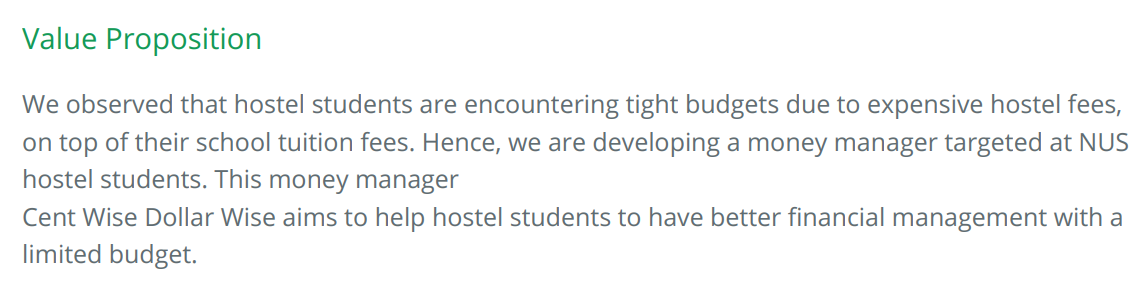 Value Proposition
We observed that hostel students are encountering tight budgets due to expensive hostel fees,
on top of their school tuition fees. Hence, we are developing a money manager targeted at NUS
hostel students. This money manager
Cent Wise Dollar Wise aims to help hostel students to have better financial management with a
limited budget.